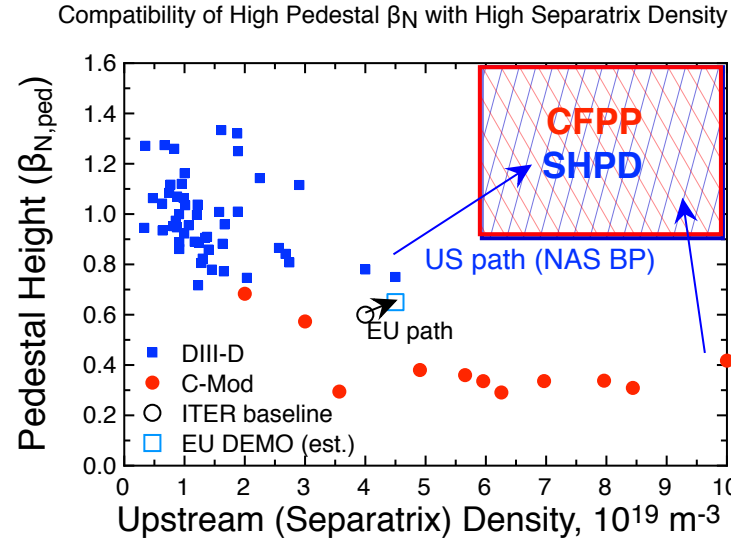 Compatibility of High Pedestal β_N with High Separatrix Density
Pedestal Height (β_N,ped)
1.6
1.4
1.2
1.0
0.8
0.6
0.4
0.2
0.0
CFPP
SHPD
US path (NAS BP)
EU path
DIII-D
C-Mod
ITER baseline
EU DEMO (est.)
0 1 2 3 4 5 6 7 8 9 10
Upstream (Separatrix) Density, 10¹⁹ m⁻³